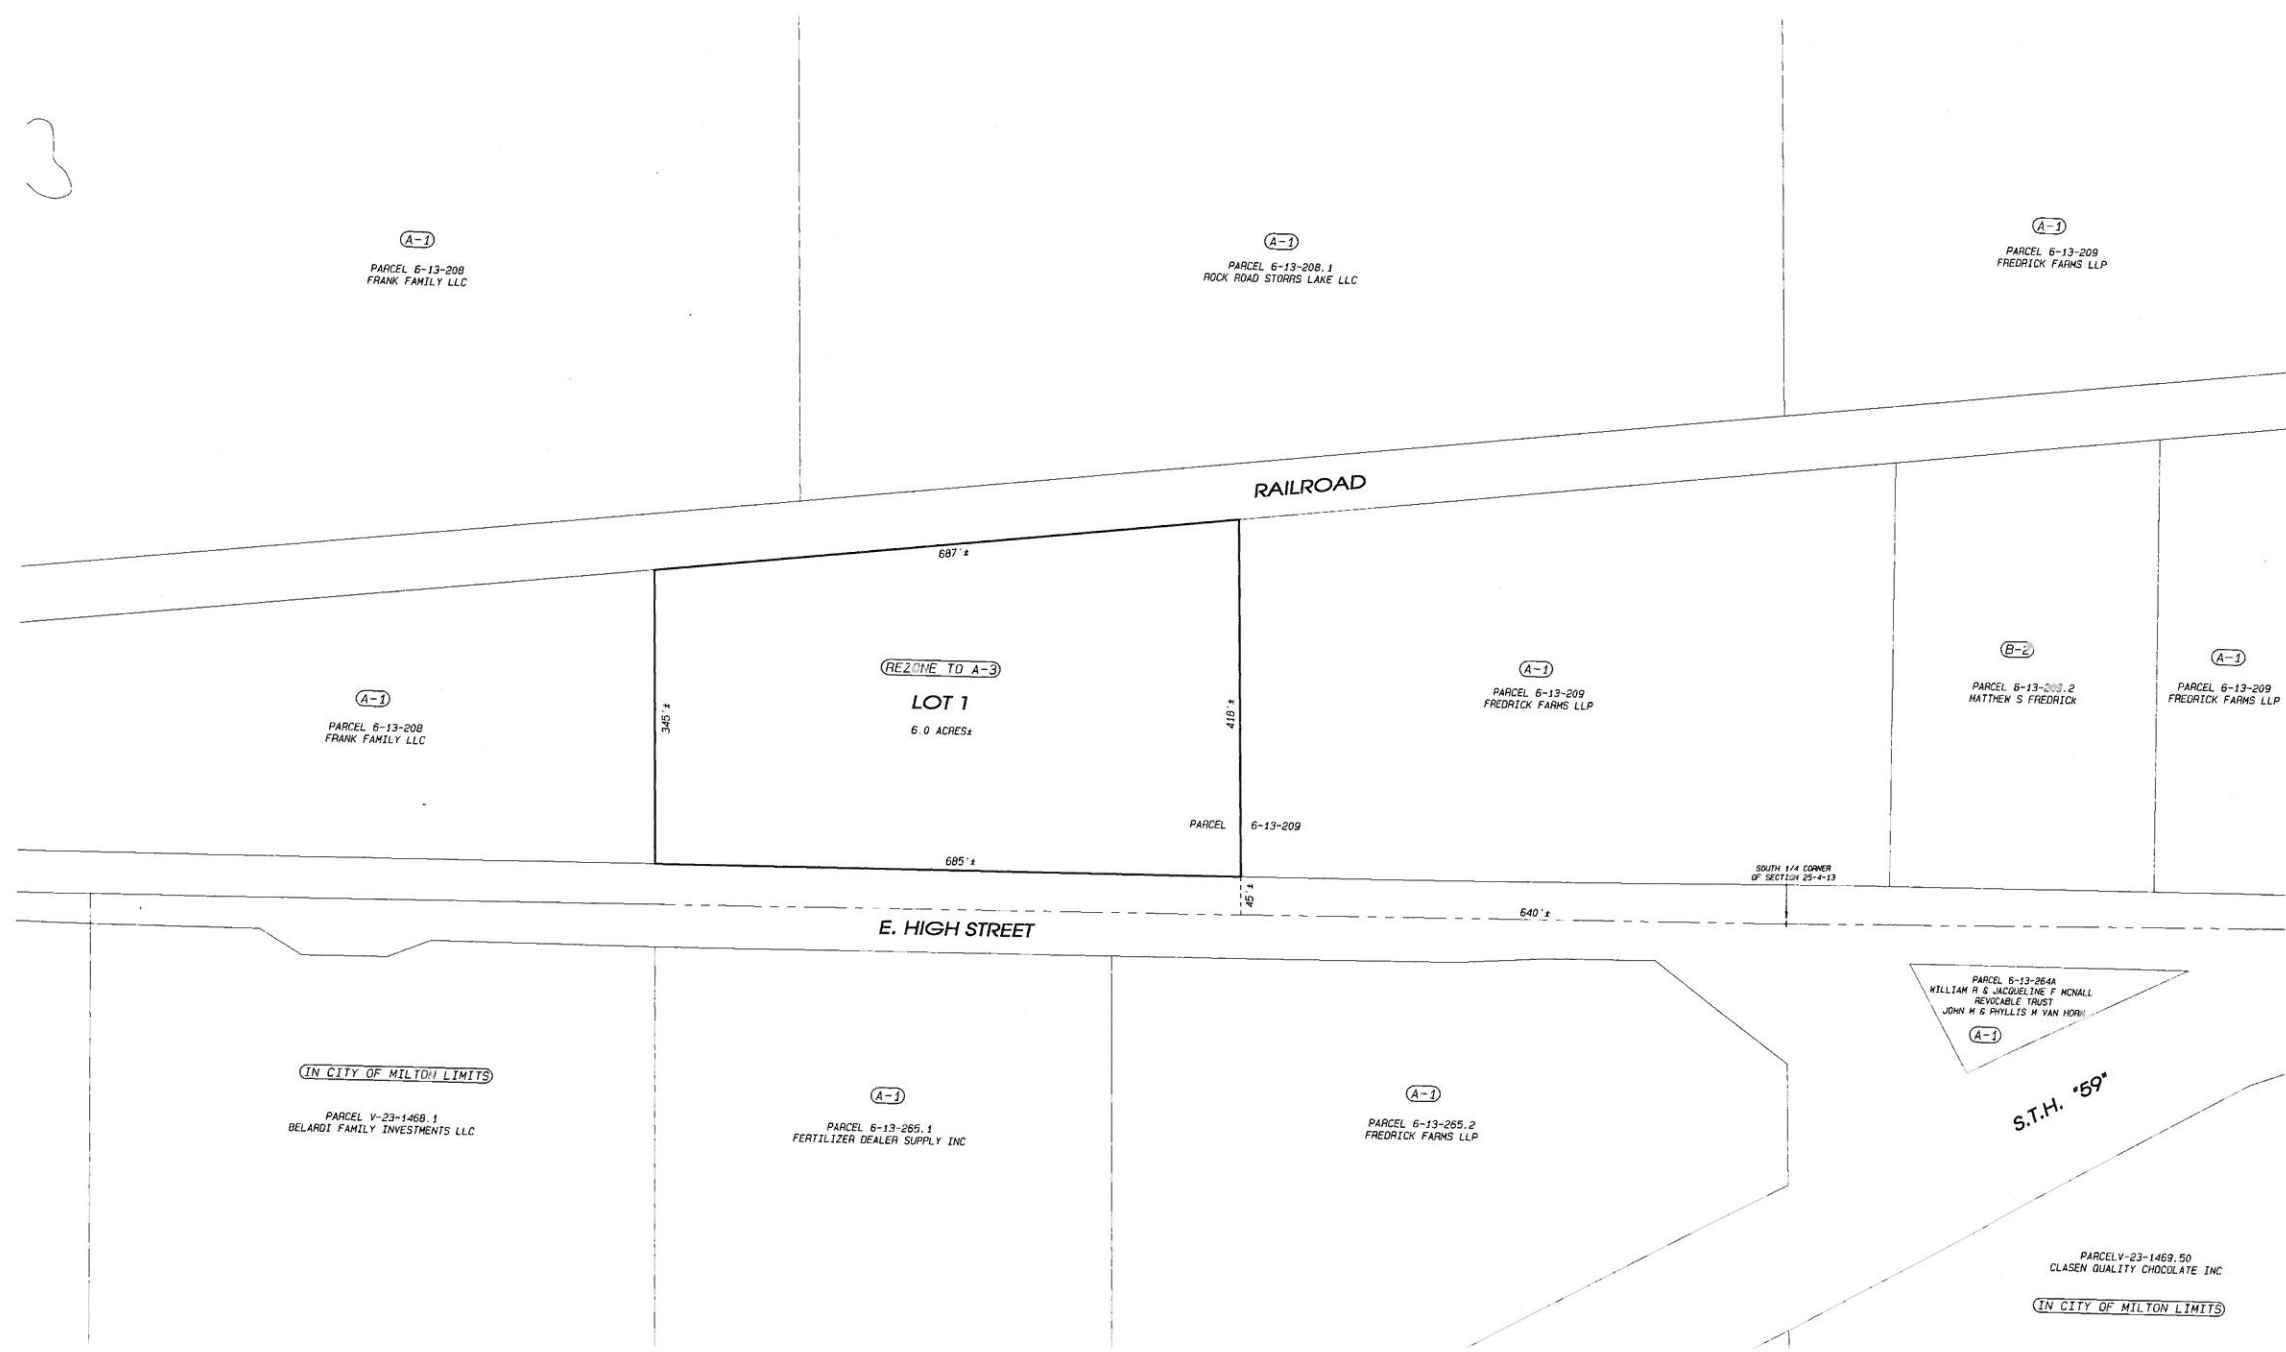 A-1
PARCEL 6-13-208
FRANK FAMILY LLC
A-1
PARCEL 6-13-208.1
ROCK ROAD STORRS LAKE LLC
A-1
PARCEL 6-13-209
FREDRICK FARMS LLP
RAILROAD
687'±
REZONE TO A-3
LOT 1
6.0 ACRES±
345'±
418'±
685'±
45'±
PARCEL 6-13-209
A-1
PARCEL 6-13-208
FRANK FAMILY LLC
A-1
PARCEL 6-13-209
FREDRICK FARMS LLP
B-2
MATTHEW S FREDRICK
A-1
PARCEL 6-13-209
FREDRICK FARMS LLP
SOUTH 1/4 CORNER
OF SECTION 25-4-13
640'±
E. HIGH STREET
PARCEL 6-13-264A
WILLIAM R & JACQUELINE F MCNALL
REVOCABLE TRUST
JOHN M & PHYLLIS M VAN HORN
A-1
S.T.H. "59"
IN CITY OF MILTON LIMITS
PARCEL V-23-1468.1
BELARDI FAMILY INVESTMENTS LLC
A-1
PARCEL 6-13-265.1
FERTILIZER DEALER SUPPLY INC
A-1
PARCEL 6-13-265.2
FREDRICK FARMS LLP
PARCELV-23-1469.50
CLASEN QUALITY CHOCOLATE INC
IN CITY OF MILTON LIMITS